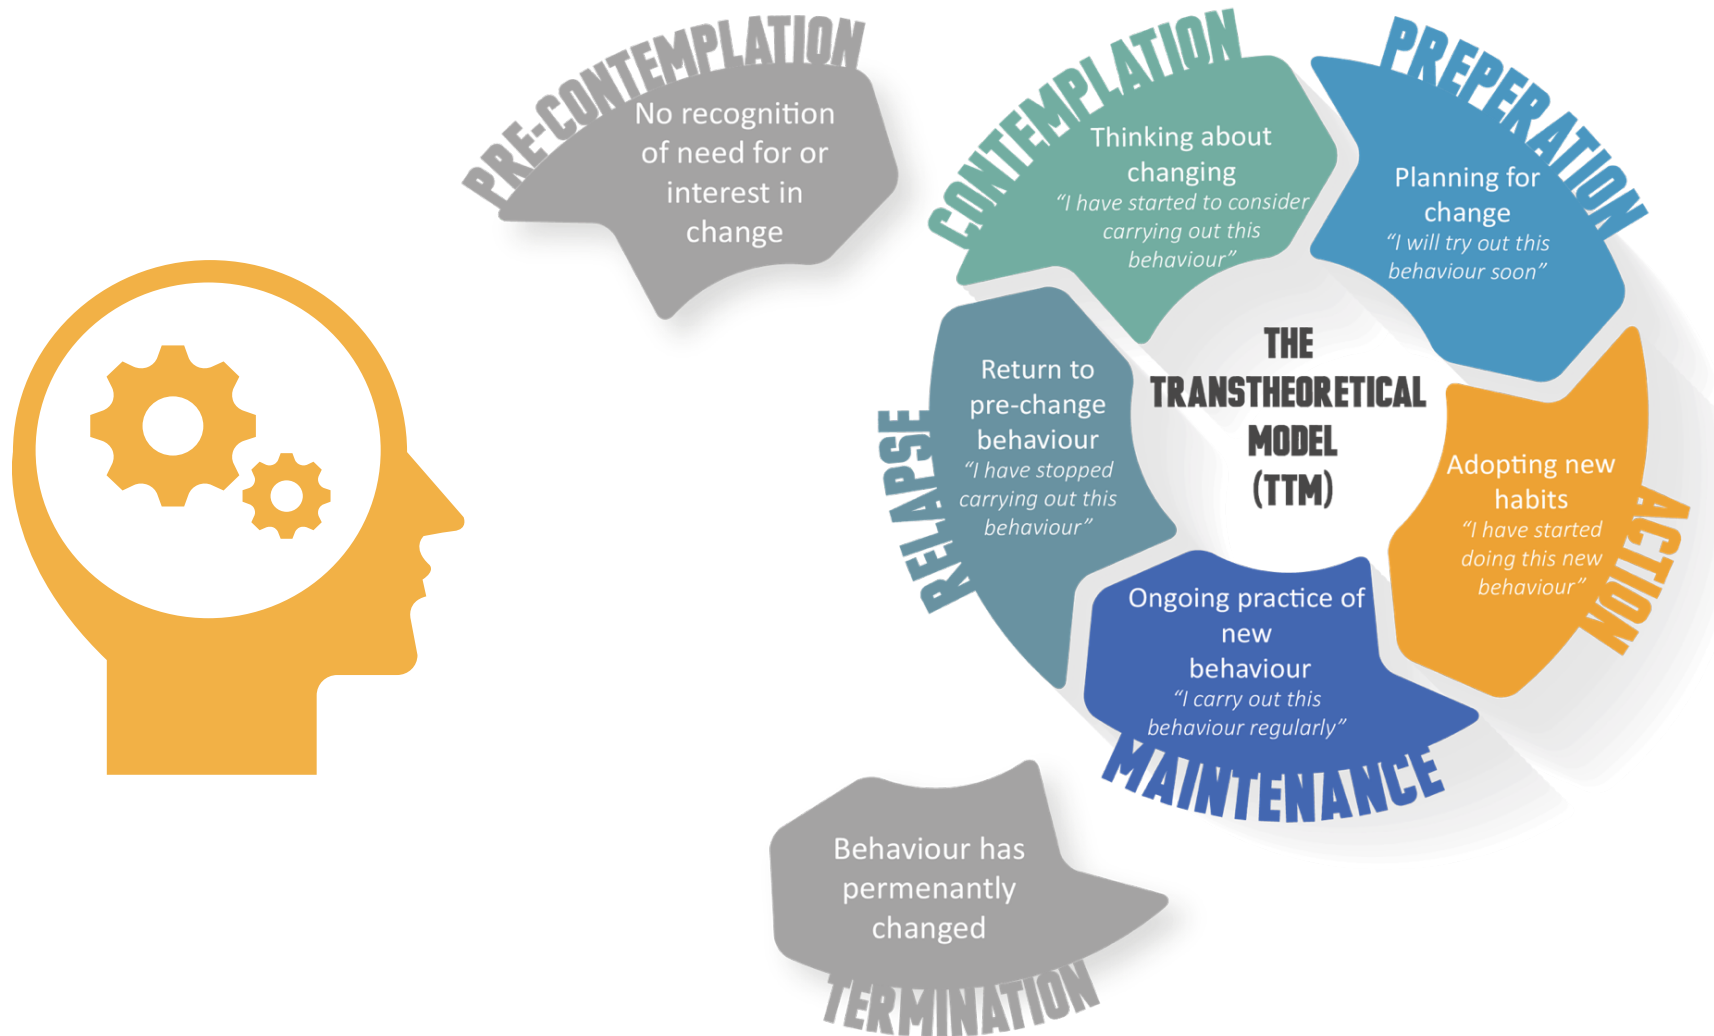 PRE-CONTEMPLATION
No recognition
of need for or
interest in
change
CONTEMPLATION
Thinking about
changing
“I have started to consider
carrying out this
behaviour”
PREPERATION
Planning for
change
“I will try out this
behaviour soon”
THE
TRANSTHEORETICAL
MODEL
(TTM)
ACTION
Adopting new
habits
“I have started
doing this new
behaviour”
MAINTENANCE
Ongoing practice of
new
behaviour
“I carry out this
behaviour regularly”
RELAPSE
Return to
pre-change
behaviour
“I have stopped
carrying out this
behaviour”
Behaviour has
permenantly
changed
TERMINATION